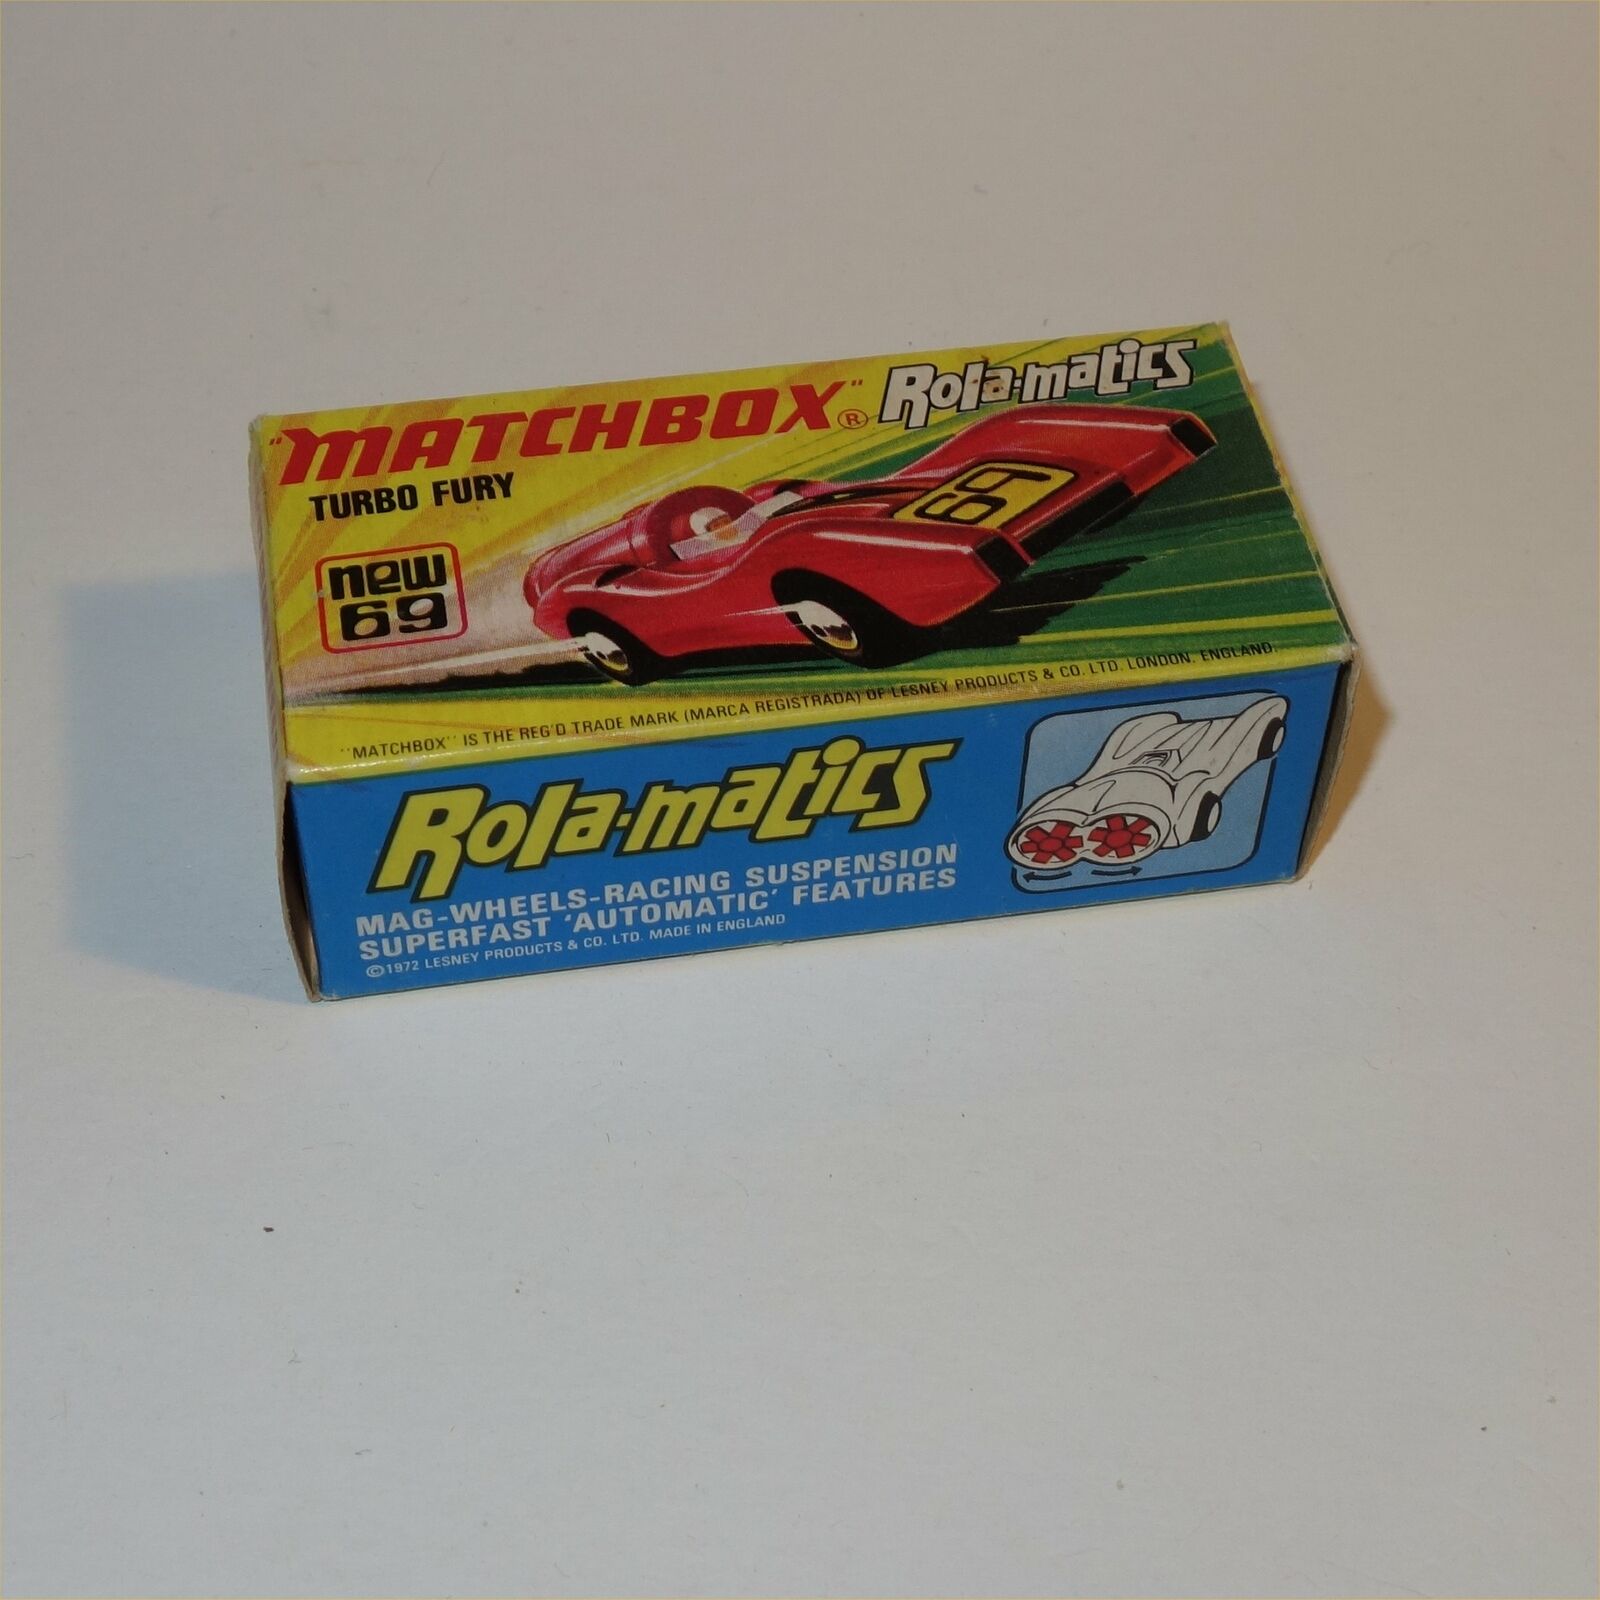 "MATCHBOX"® Rola-matics
TURBO FURY
new
69
69
"MATCHBOX" IS THE REG'D TRADE MARK (MARCA REGISTRADA) OF LESNEY PRODUCTS & CO. LTD. LONDON. ENGLAND.
Rola-matics
MAG-WHEELS-RACING SUSPENSION
SUPERFAST 'AUTOMATIC' FEATURES
©1972 LESNEY PRODUCTS & CO. LTD. MADE IN ENGLAND